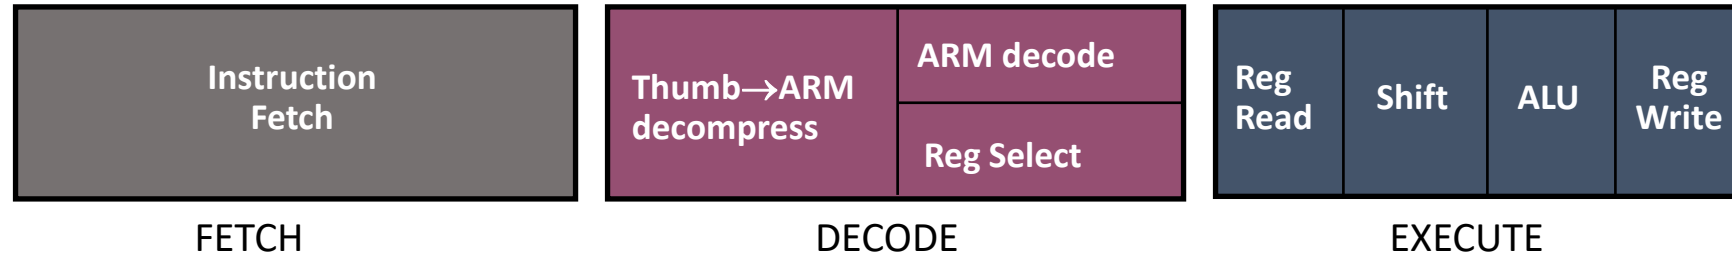 Instruction
Fetch
Thumb→ARM
decompress
ARM decode
Reg Select
Reg
Read
Shift
ALU
Reg
Write
FETCH
DECODE
EXECUTE